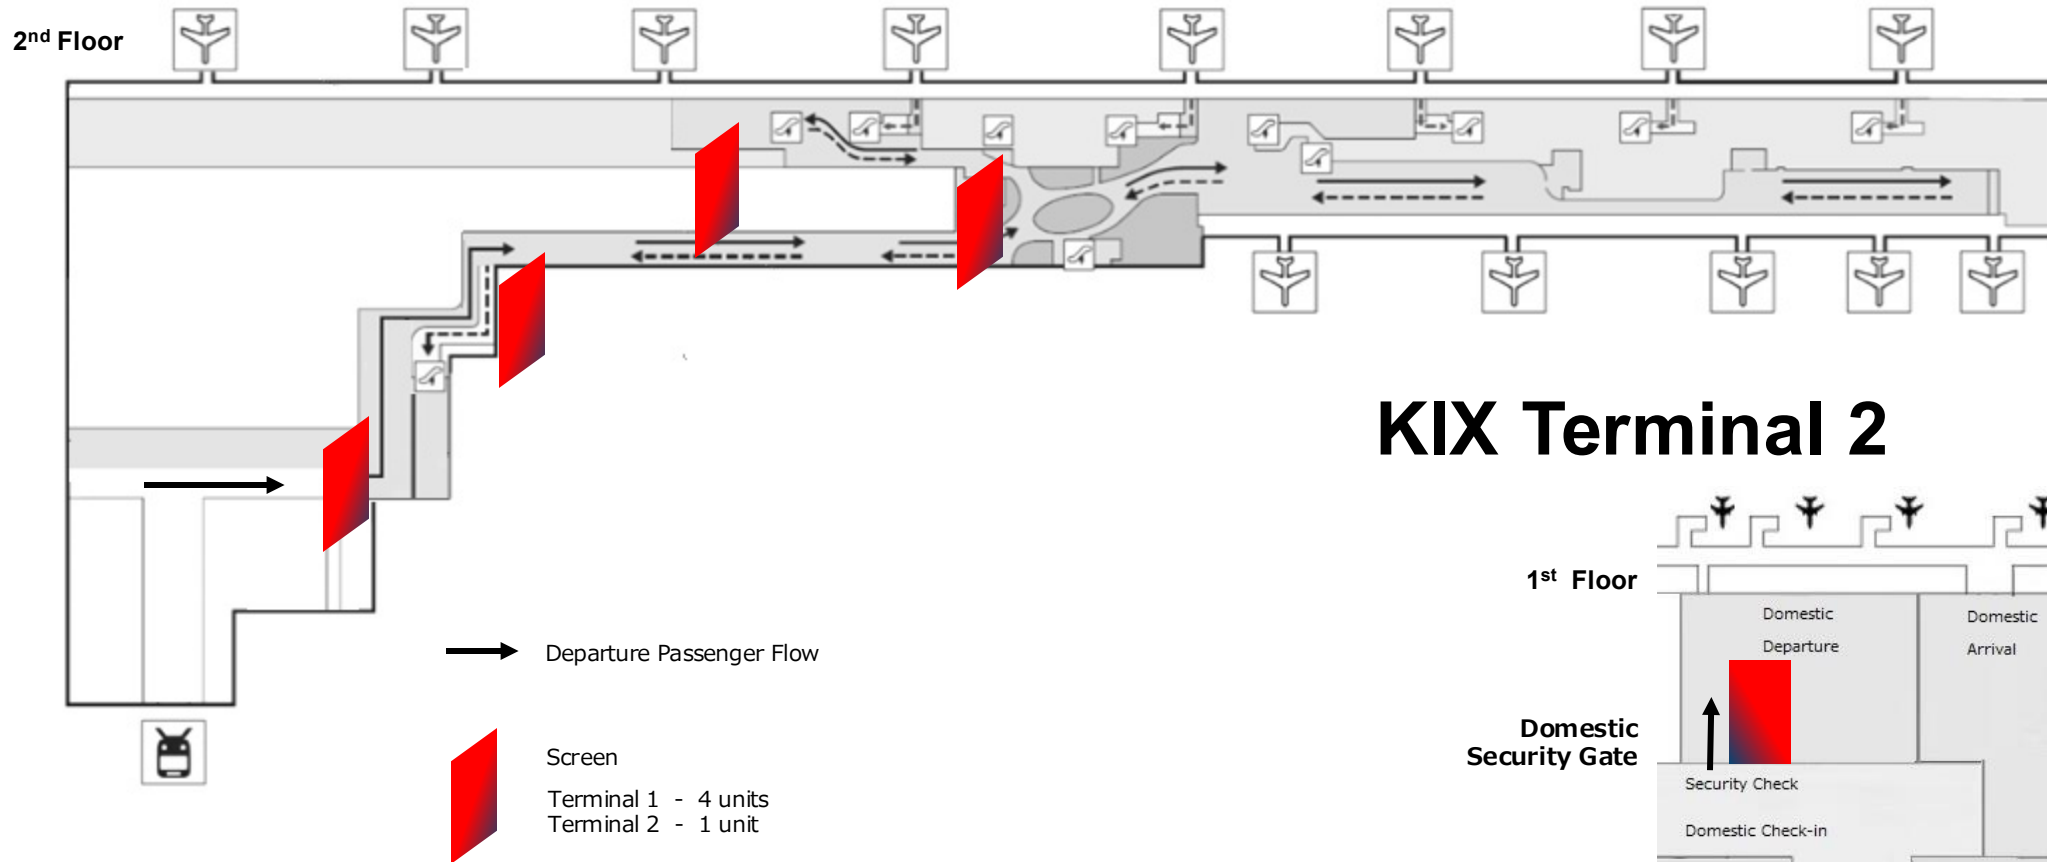 2nd Floor
KIX Terminal 2
1st Floor
Domestic
Departure
Domestic
Arrival
Departure Passenger Flow
Domestic
Security Gate
Screen
Terminal 1 - 4 units
Terminal 2 - 1 unit
Security Check
Domestic Check-in